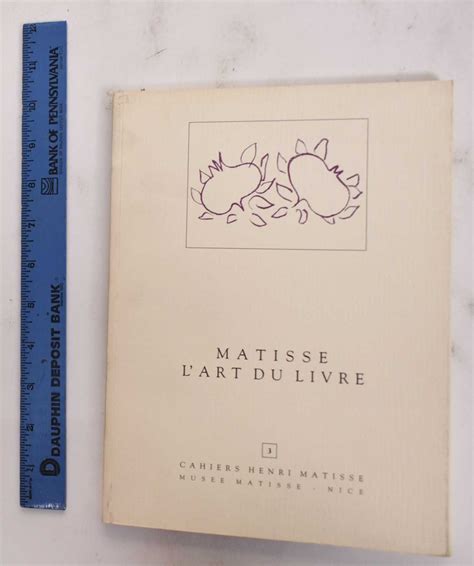 MATISSE
L'ART DU LIVRE
3
CAHIERS HENRI MATISSE
MUSEE MATISSE - NICE
BANK OF PENNSYLVANIA
D DAUPHIN DEPOSIT BANK